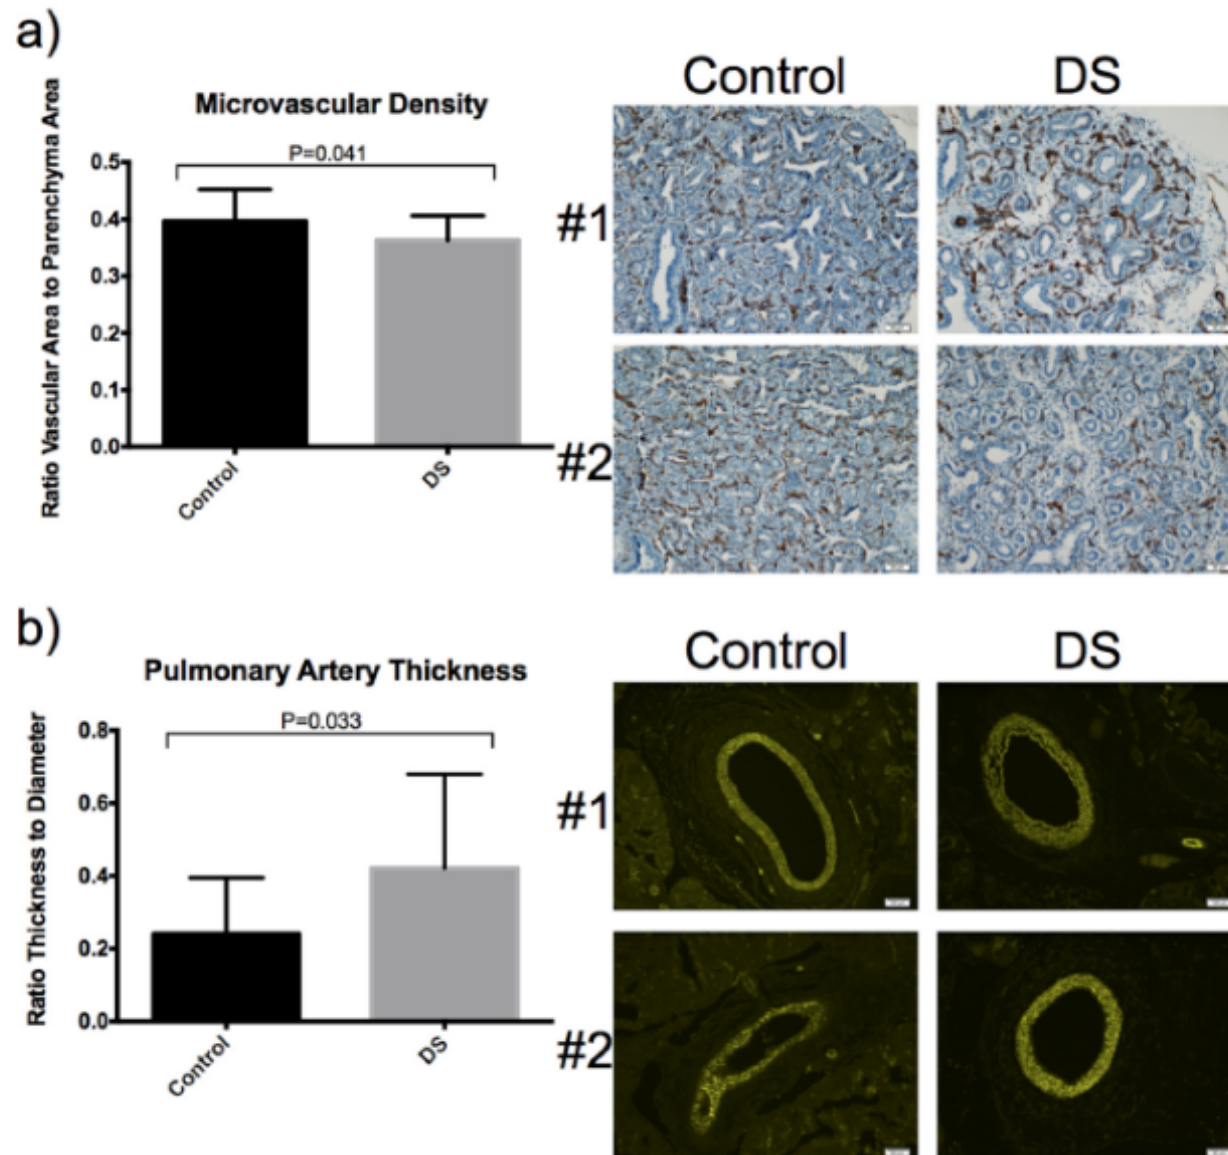 a)
Microvascular Density
Ratio Vascular Area to Parenchyma Area
P=0.041
0.5
0.4
0.3
0.2
0.1
0.0
Control
DS
Control
DS
#1
#2
b)
Pulmonary Artery Thickness
Ratio Thickness to Diameter
P=0.033
0.8
0.6
0.4
0.2
0.0
Control
DS
Control
DS
#1
#2